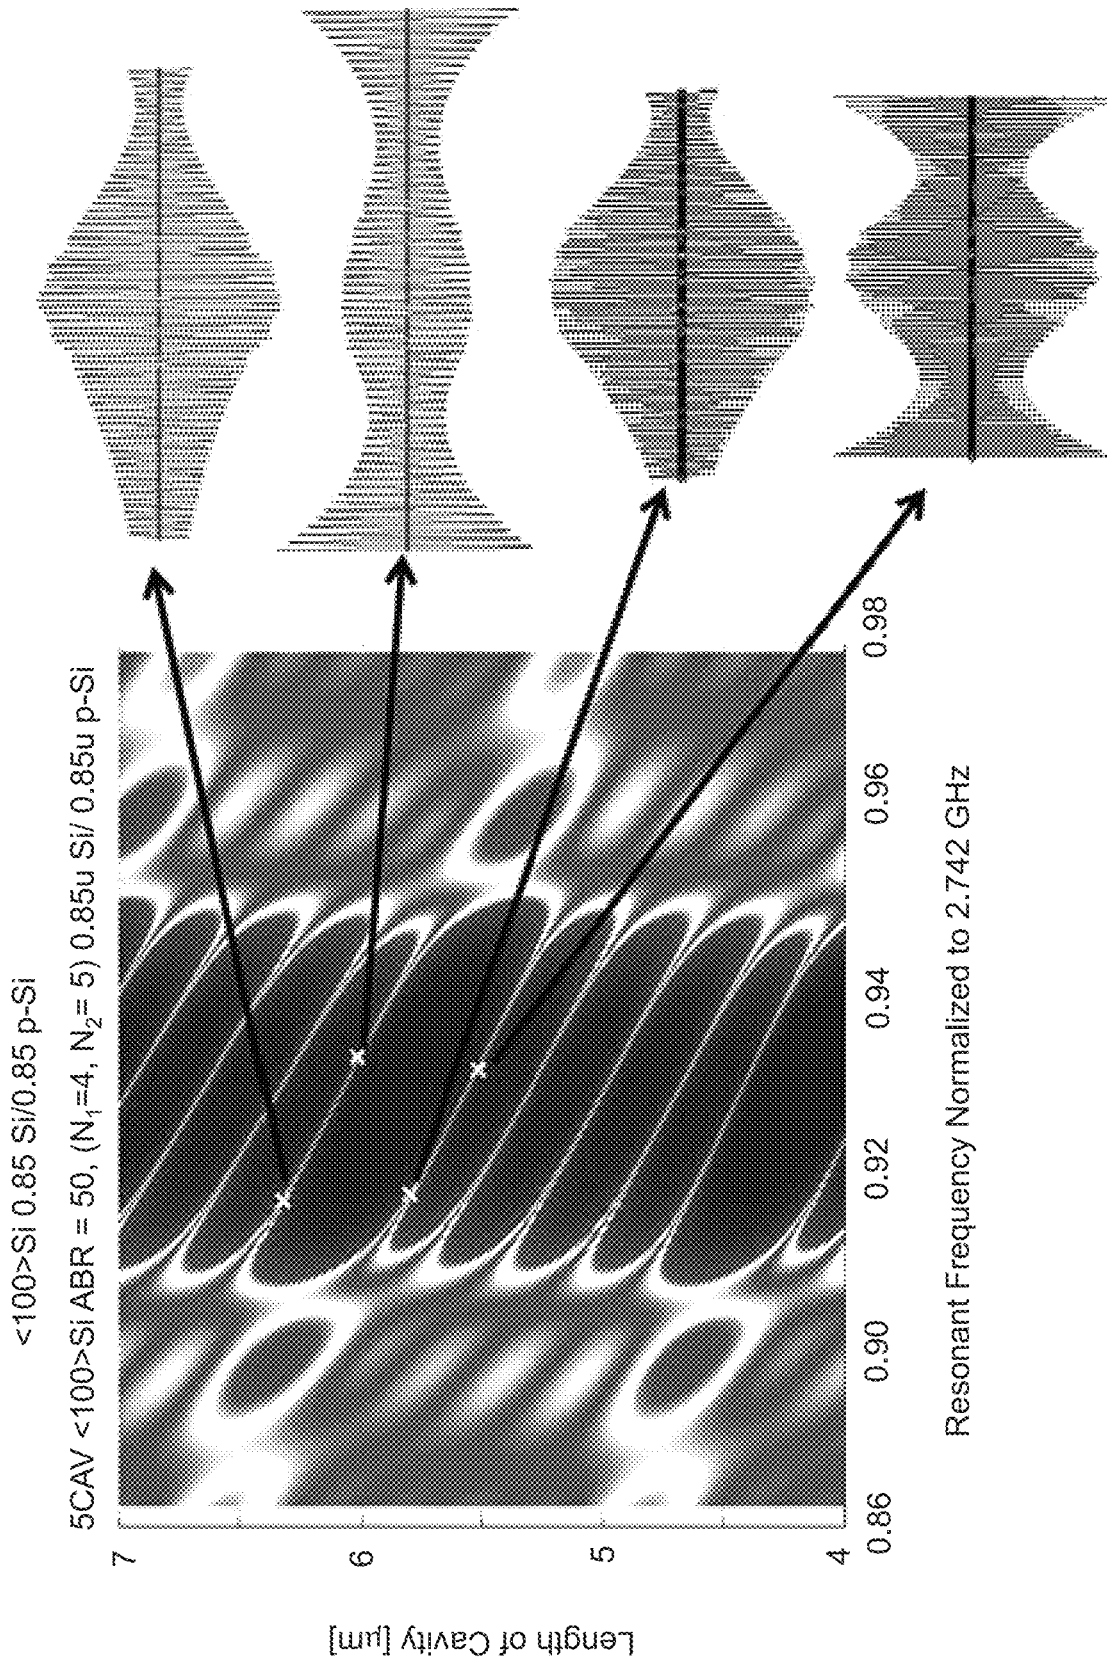 <100>Si 0.85 Si/0.85 p-Si
5CAV <100>Si ABR = 50, (N₁=4, N₂= 5) 0.85u Si/ 0.85u p-Si
Length of Cavity [µm]
7
6
5
4
0.86
0.90
0.92
0.94
0.96
0.98
Resonant Frequency Normalized to 2.742 GHz